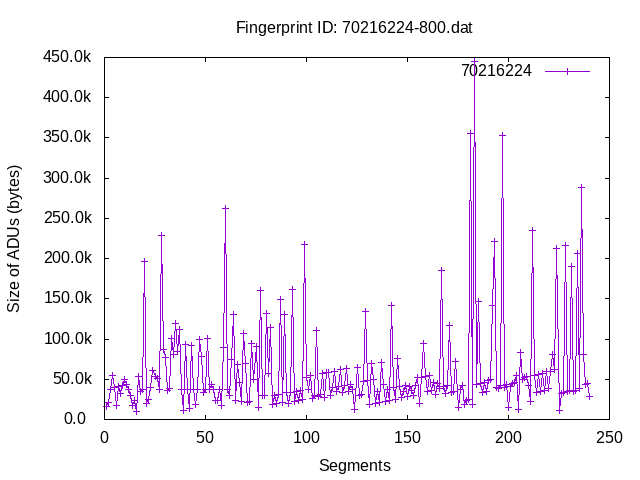 Fingerprint ID: 70216224-800.dat
450.0k
70216224
400.0k
350.0k
300.0k
250.0k
200.0k
150.0k
100.0k
50.0k
0.0
Size of ADUs (bytes)
0 50 100 150 200 250
Segments